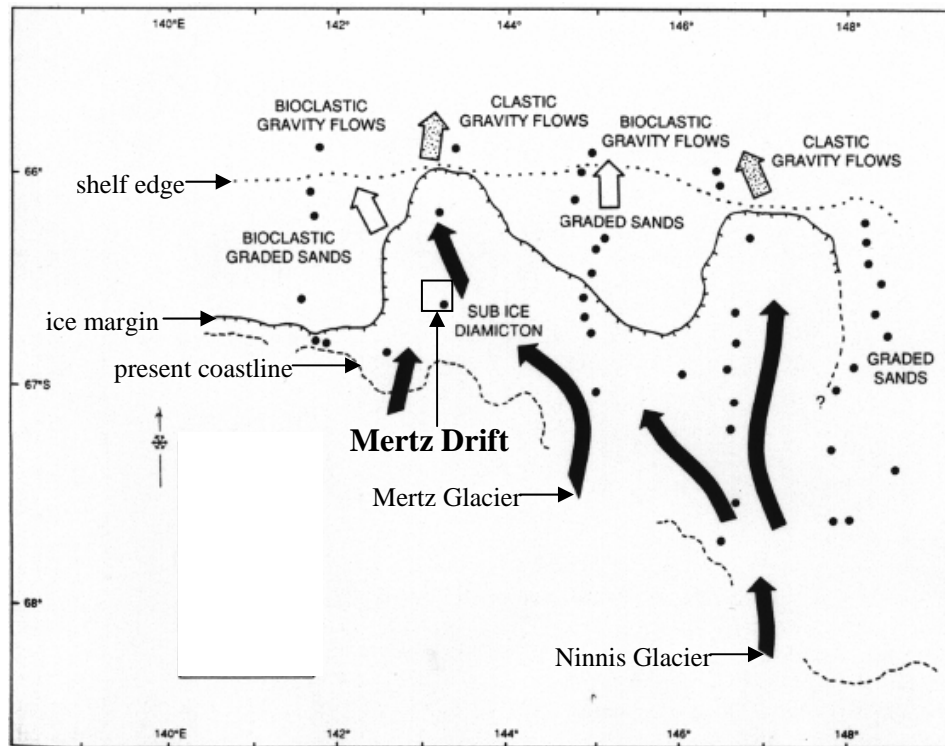 140°E 142° 144° 146° 148°
BIOCLASTIC
GRAVITY FLOWS
CLASTIC
GRAVITY FLOWS
BIOCLASTIC
GRAVITY FLOWS
CLASTIC
GRAVITY FLOWS
66°
shelf edge
GRADED SANDS
BIOCLASTIC
GRADED SANDS
ice margin
SUB ICE
DIAMICTON
present coastline
GRADED
SANDS
67°S
?
Mertz Drift
Mertz Glacier
68°
Ninnis Glacier
140°E 142° 144° 146° 148°